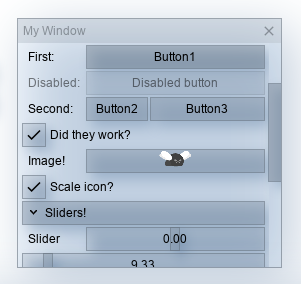 My Window
First: Button1
Disabled: Disabled button
Second: Button2 Button3
Did they work?
Image!
Scale icon?
Sliders!
Slider 0.00
9.33